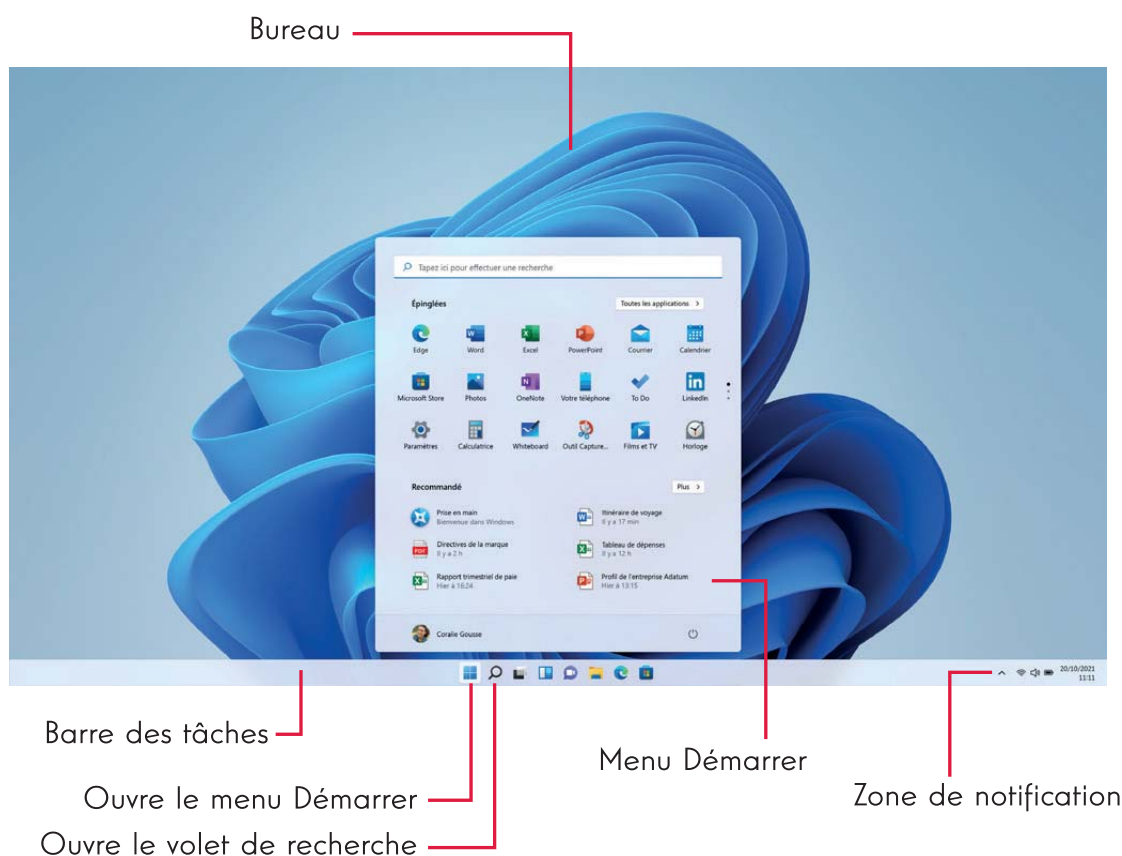 Bureau
Tapez ici pour effectuer une recherche
Épinglées
Toutes les applications >
Edge Word Excel PowerPoint Courrier Calendrier
Microsoft Store Photos OneNote Votre téléphone To Do LinkedIn
Paramètres Calculatrice Whiteboard Outil Capture... Films et TV Horloge
Recommandé
Plus >
Prise en main
Bienvenue dans Windows
Itinéraire de voyage
Il y a 17 min
Directives de la marque
Il y a 2 h
Tableau de dépenses
Il y a 12 h
Rapport trimestriel de paie
Hier à 16:24
Profil de l'entreprise Adatum
Hier à 13:15
Coralie Gousse
20/10/2021
11:11
Barre des tâches
Menu Démarrer
Ouvre le menu Démarrer
Zone de notification
Ouvre le volet de recherche